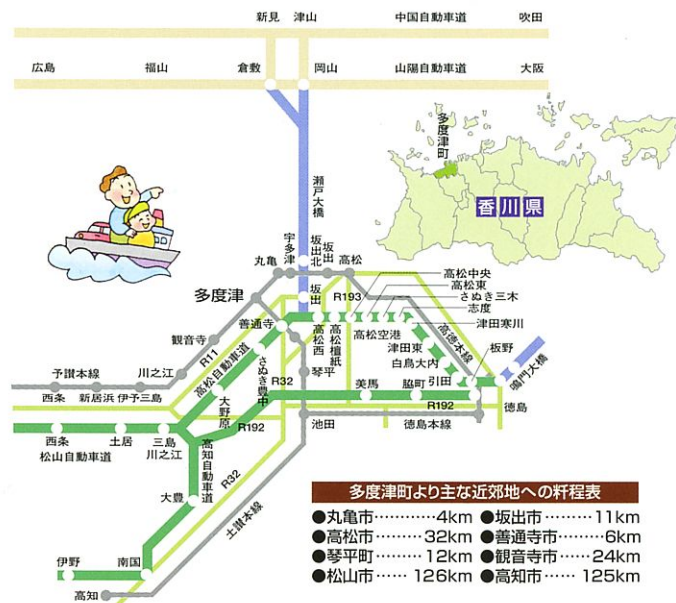 新見 津山 中国自動車道 吹田
広島 福山 倉敷 岡山 山陽自動車道 大阪
多度津町
香川県
瀬戸大橋
宇多津
坂出北
坂出
丸亀
高松
多度津
坂出
R193
高松中央
高松東
さぬき三木
志度
善通寺
高松西
高松檀紙
高松空港
高徳本線
津田寒川
観音寺
R11
高松自動車道
さぬき豊中
津田東
白鳥大内
引田
板野
鳴門大橋
予讃本線
川之江
琴平
R32
美馬
脇町
西条 新居浜 伊予三島
大野原
R192
R192
徳島
西条 土居 三島川之江
松山自動車道
高知自動車道
池田
徳島本線
大豊
R32
土讃本線
伊野 南国
高知
多度津町より主な近郊地への粁程表
●丸亀市…………4km ●坂出市………11km
●高松市………32km ●善通寺市………6km
●琴平町………12km ●観音寺市……24km
●松山市……126km ●高知市……125km